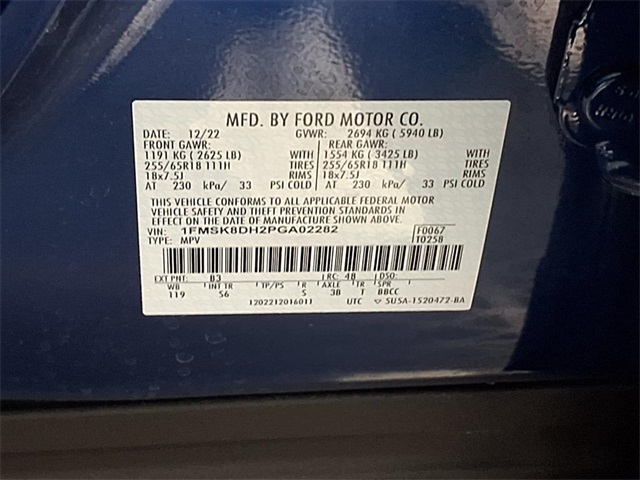 MFD. BY FORD MOTOR CO.
DATE: 12/22 GVWR: 2694 KG ( 5940 LB)
FRONT GAWR: REAR GAWR:
1191 KG ( 2625 LB) WITH 1554 KG ( 3425 LB) WITH
255/65R18 111H TIRES 255/65R18 111H TIRES
18x7.5J RIMS 18x7.5J RIMS
AT 230 kPa/ 33 PSI COLD AT 230 kPa/ 33 PSI COLD
THIS VEHICLE CONFORMS TO ALL APPLICABLE FEDERAL MOTOR
VEHICLE SAFETY AND THEFT PREVENTION STANDARDS IN
EFFECT ON THE DATE OF MANUFACTURE SHOWN ABOVE.
VIN: 1FMSK8DH2PGA02282 F0067
TYPE: MPV T0258
EXT PNT: B3 RC: 48 DSO:
WB INT TR TP/PS R AXLE TR SPR
119 S6 5 3B T BBCC
1202212016011 UTC 5U5A-1520472-BA